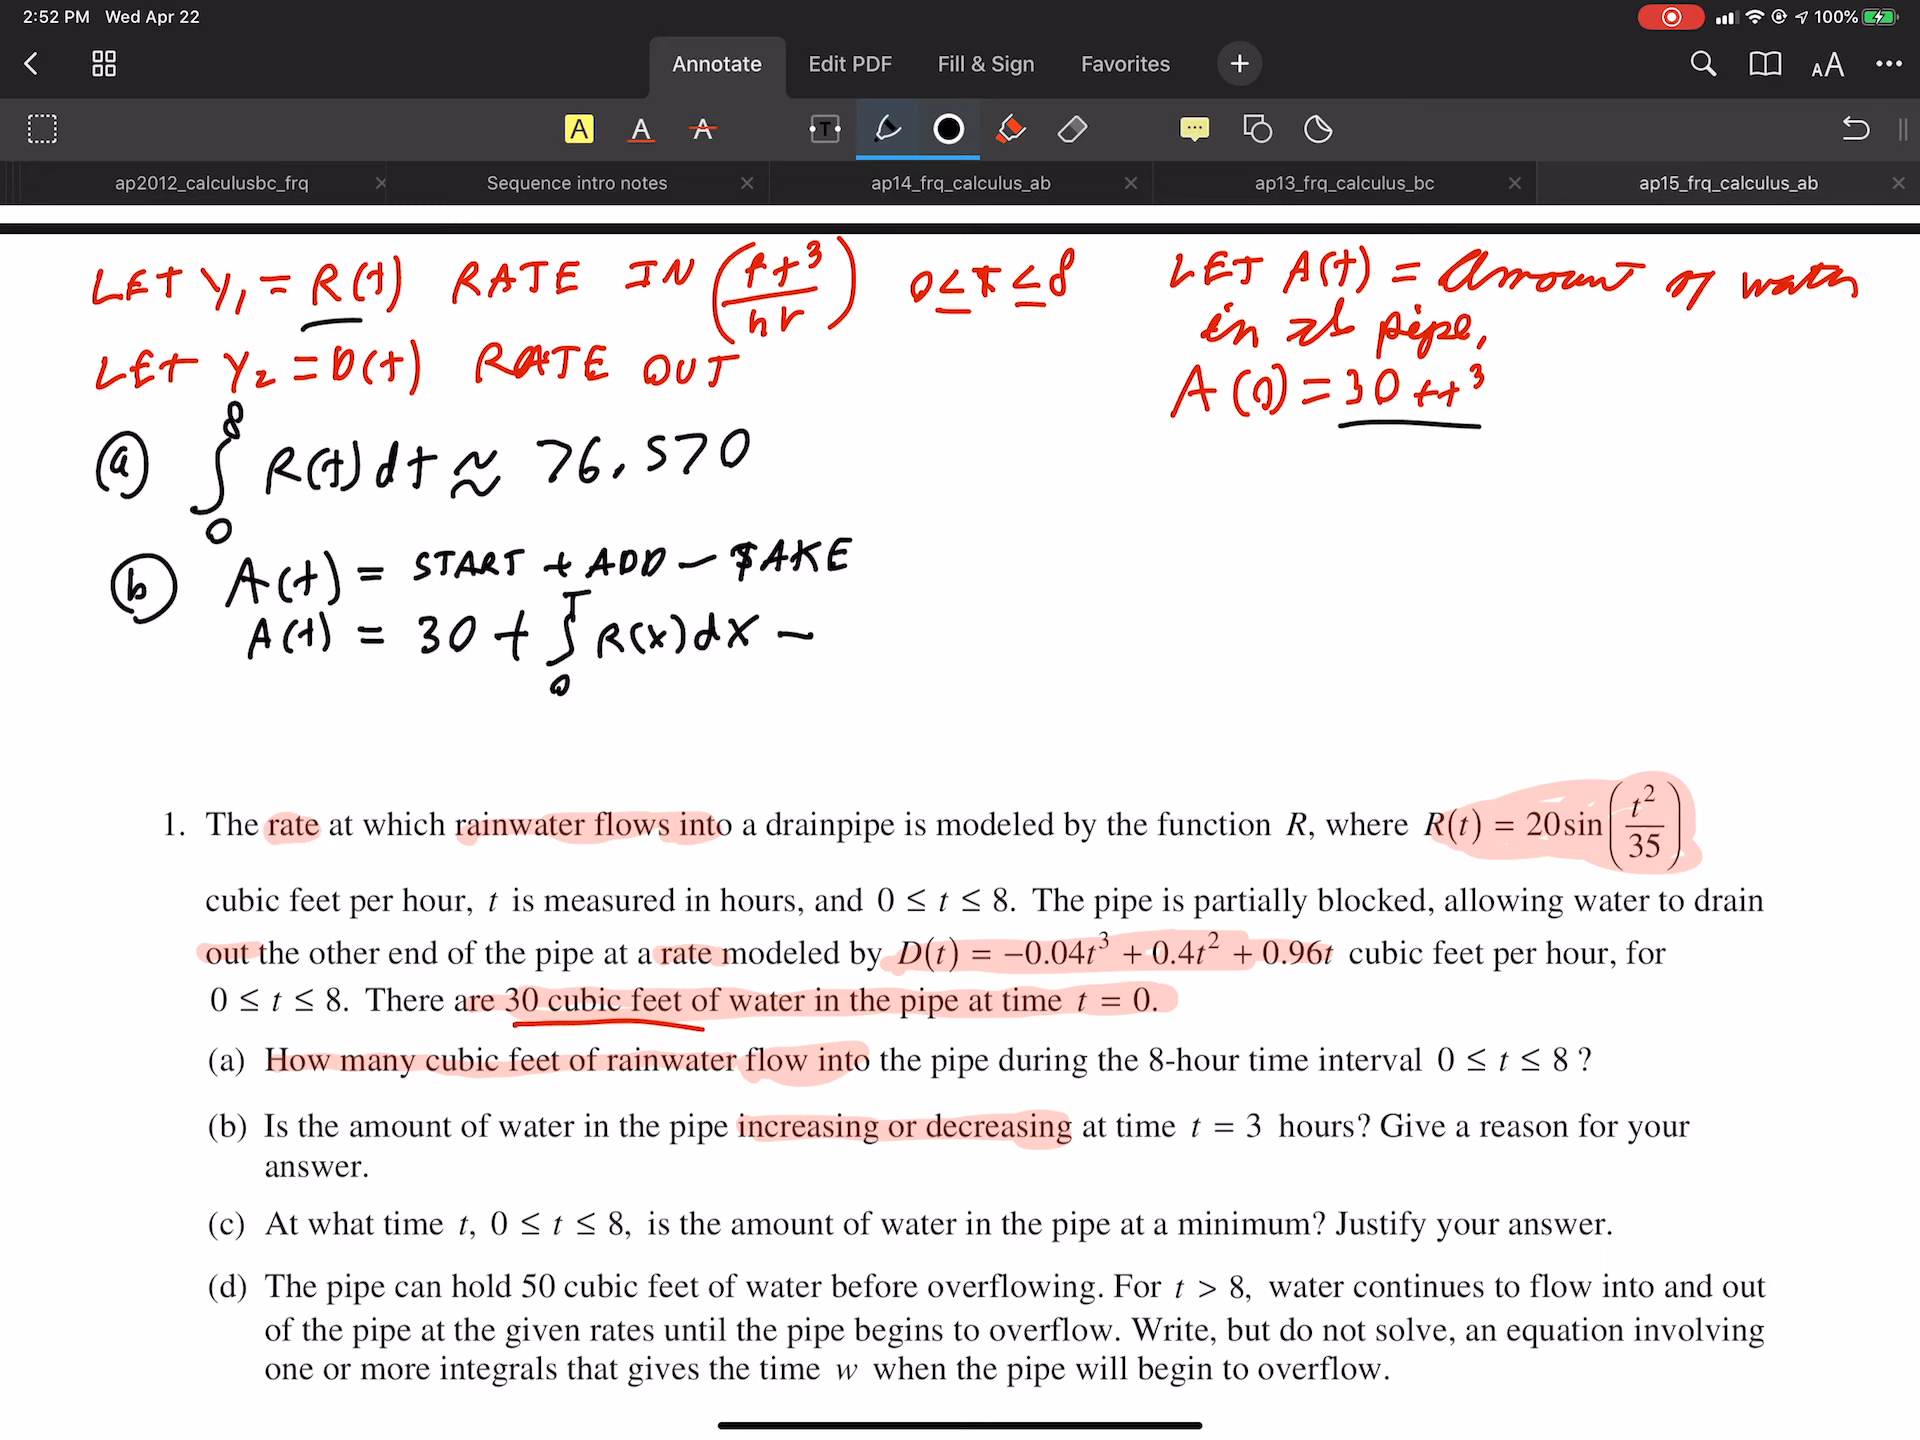 2:52 PM Wed Apr 22
100%
Annotate Edit PDF Fill & Sign Favorites +
ap2012_calculusbc_frq Sequence intro notes ap14_frq_calculus_ab ap13_frq_calculus_bc ap15_frq_calculus_ab
LET Y₁ = R(t) RATE IN (ft³/hr) 0 ≤ t ≤ 8
LET Y₂ = D(t) RATE OUT
LET A(t) = Amount of water
in pipe,
A(0) = 30 ft³
(a) ∫₀⁸ R(t)dt ≈ 76.570
(b) A(t) = START + ADD − TAKE
A(t) = 30 + ∫₀ᵀ R(x)dx −
1. The rate at which rainwater flows into a drainpipe is modeled by the function R, where R(t) = 20sin(t²/35)
cubic feet per hour, t is measured in hours, and 0 ≤ t ≤ 8. The pipe is partially blocked, allowing water to drain
out the other end of the pipe at a rate modeled by D(t) = −0.04t³ + 0.4t² + 0.96t cubic feet per hour, for
0 ≤ t ≤ 8. There are 30 cubic feet of water in the pipe at time t = 0.
(a) How many cubic feet of rainwater flow into the pipe during the 8-hour time interval 0 ≤ t ≤ 8 ?
(b) Is the amount of water in the pipe increasing or decreasing at time t = 3 hours? Give a reason for your
answer.
(c) At what time t, 0 ≤ t ≤ 8, is the amount of water in the pipe at a minimum? Justify your answer.
(d) The pipe can hold 50 cubic feet of water before overflowing. For t > 8, water continues to flow into and out
of the pipe at the given rates until the pipe begins to overflow. Write, but do not solve, an equation involving
one or more integrals that gives the time w when the pipe will begin to overflow.